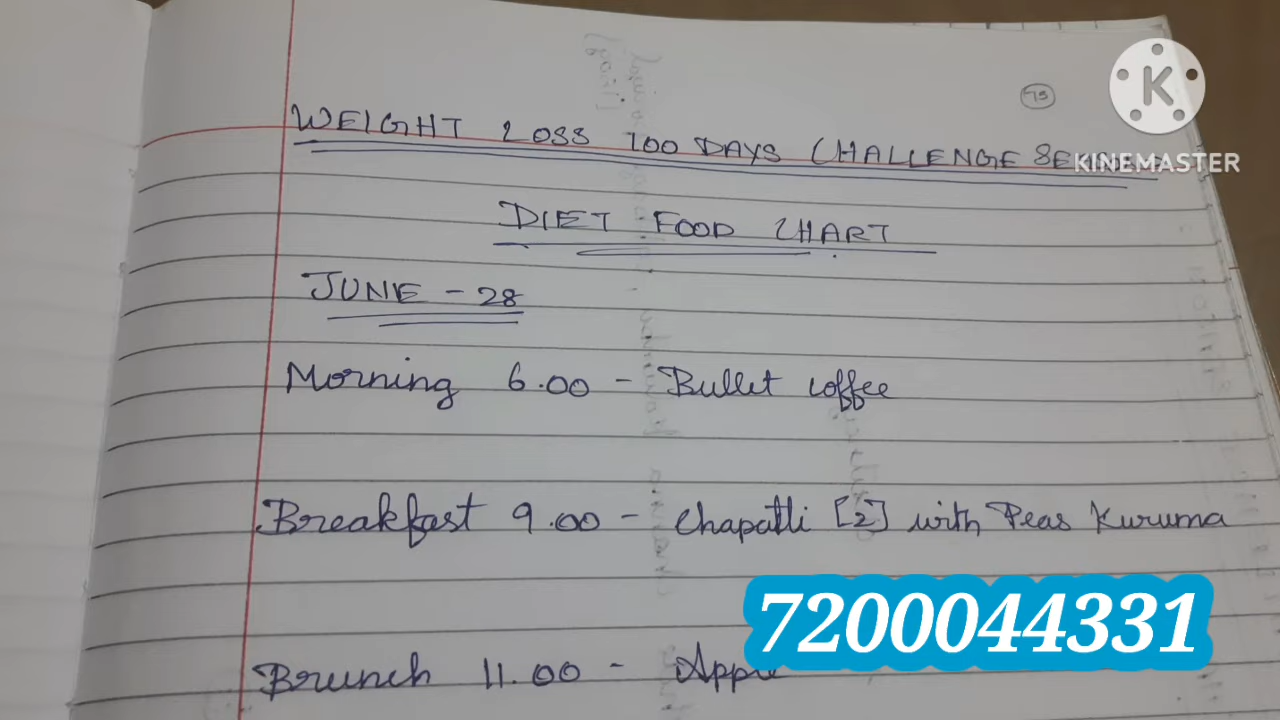 75
K
KINEMASTER
WEIGHT LOSS 100 DAYS CHALLENGE
DIET FOOD CHART
JUNE - 28
Morning 6.00 - Bullet coffee
Breakfast 9.00 - Chapatti [2] with Peas Kuruma
7200044331
Brunch 11.00 - Apple